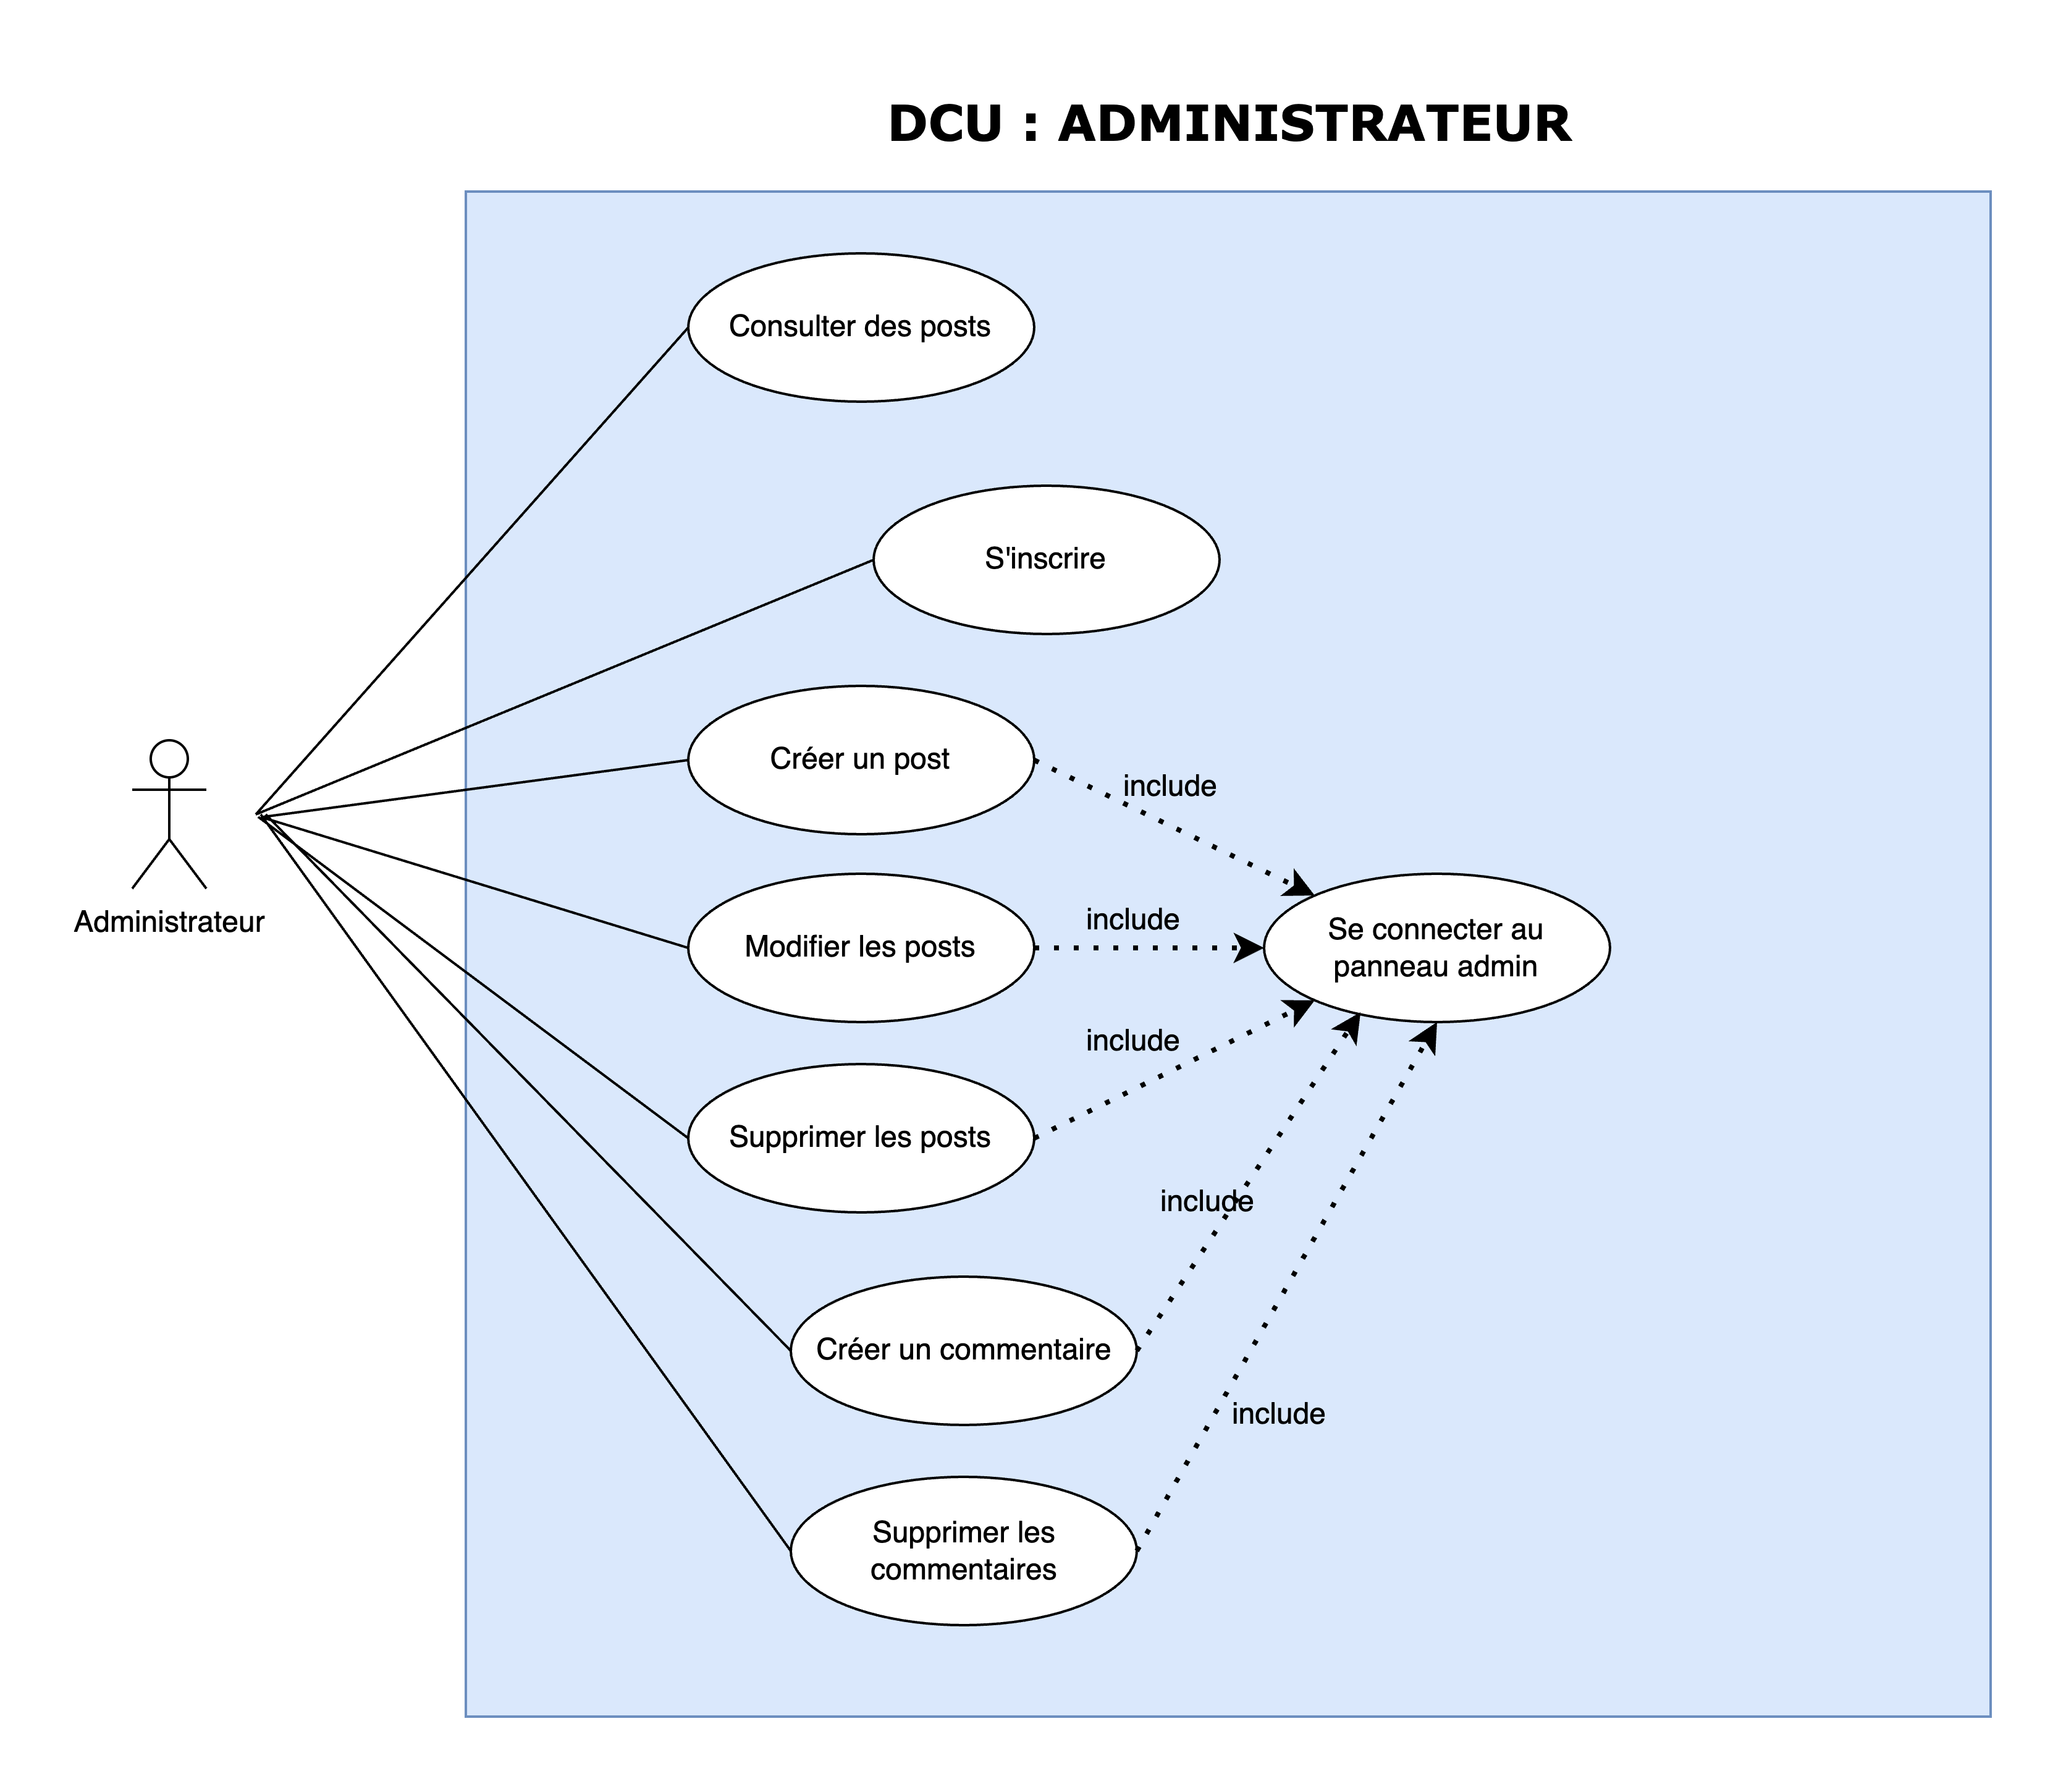 DCU : ADMINISTRATEUR
Consulter des posts
S'inscrire
Créer un post
include
Administrateur
include
Modifier les posts
Se connecter au
panneau admin
include
Supprimer les posts
include
Créer un commentaire
include
Supprimer les
commentaires